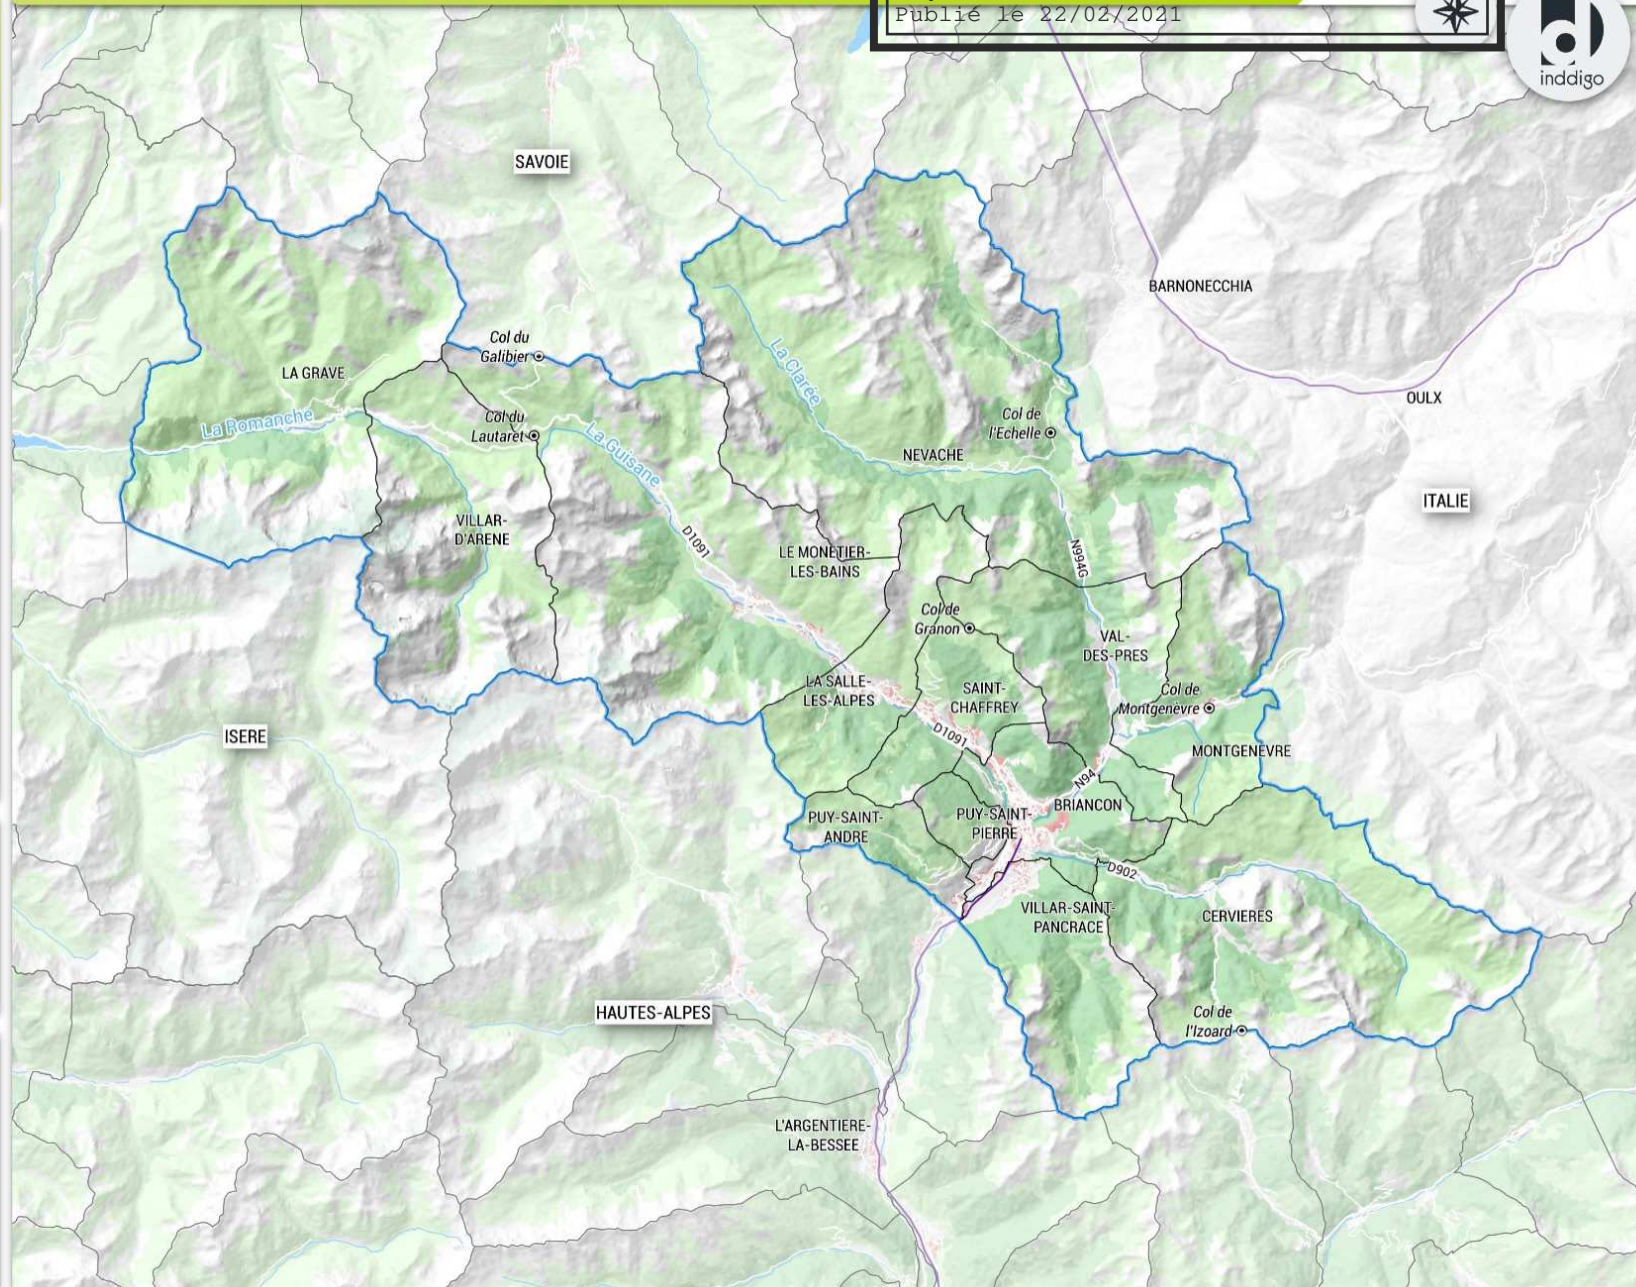 Publié le 22/02/2021
inddigo
SAVOIE
BARNONECCHIA
Col du
Galibier
LA GRAVE
La Clarée
OULX
La Romanche
Col du
Lautaret
La Guisane
Col de
l'Echelle
NEVACHE
ITALIE
VILLAR-
D'ARENE
D1091
LE MONETIER-
LES-BAINS
N994G
Col de
Granon
VAL-
DES-PRES
LA SALLE-
LES-ALPES
SAINT-
CHAFFREY
Col de
Montgenèvre
ISERE
D1091
MONTGENEVRE
N94
BRIANCON
PUY-SAINT-
ANDRE
PUY-SAINT-
PIERRE
D902
VILLAR-SAINT-
PANCRACE
CERVIERES
HAUTES-ALPES
Col de
l'Izoard
L'ARGENTIERE-
LA-BESSEE